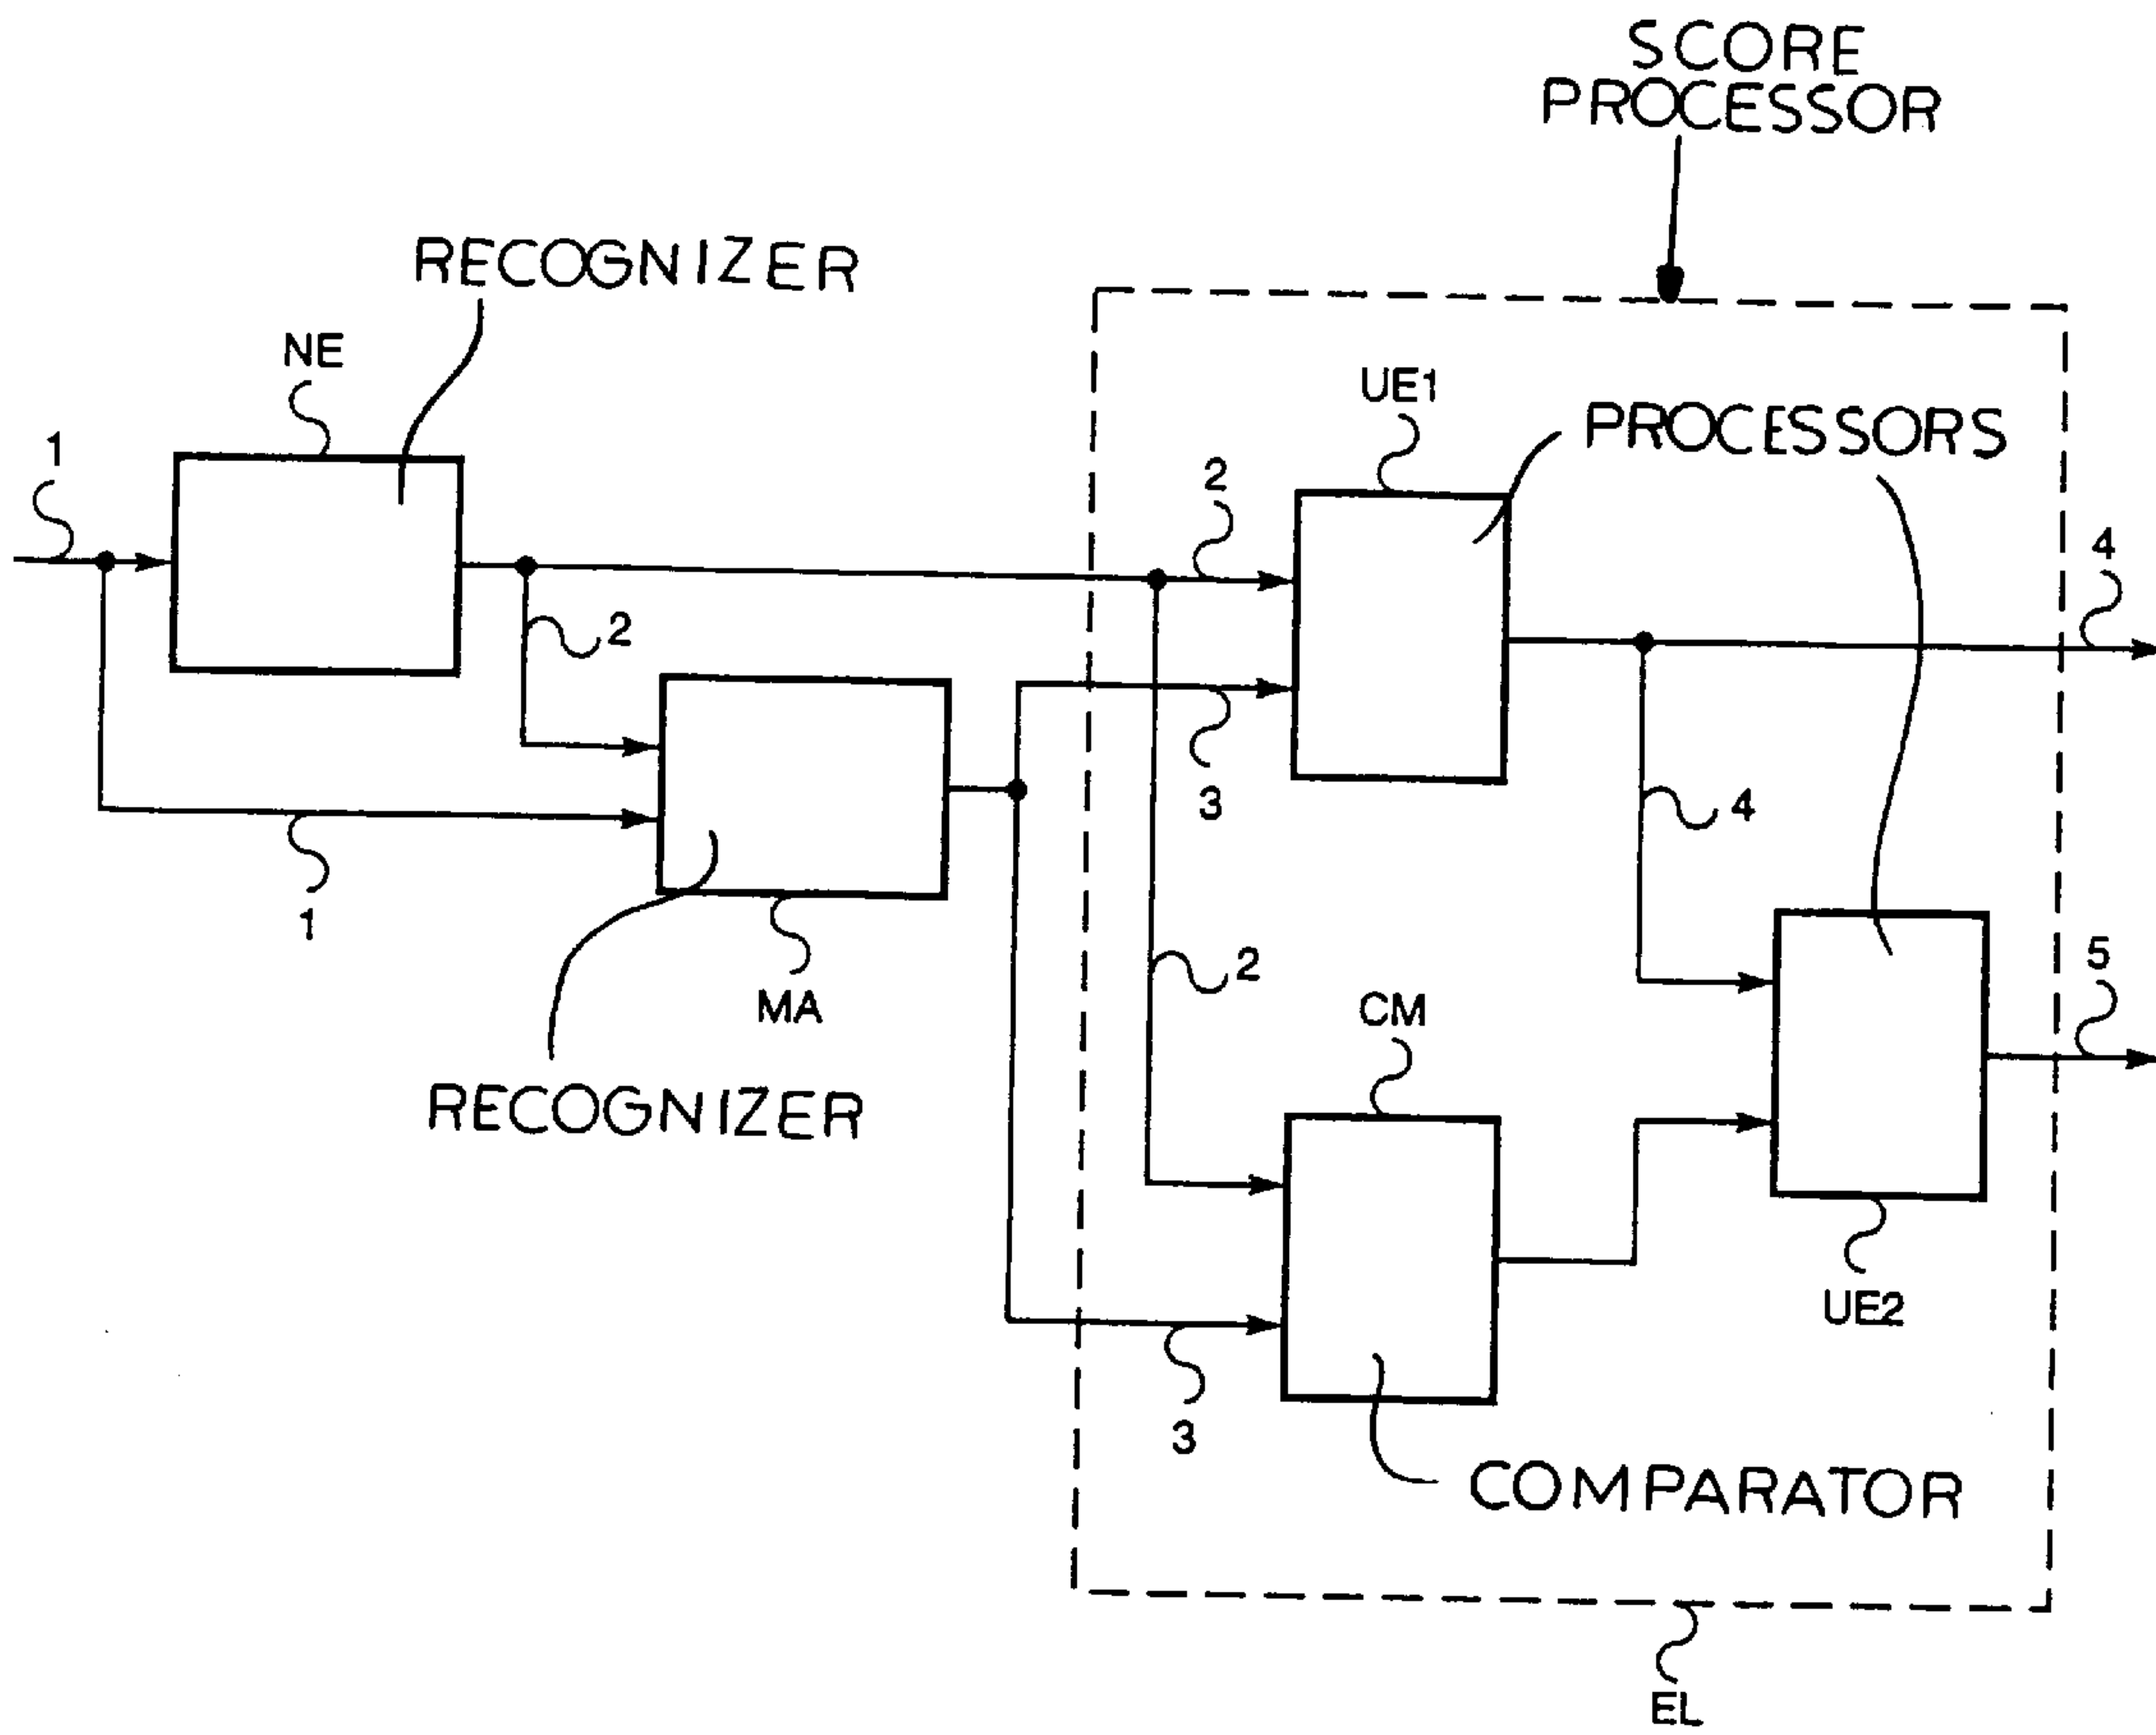 SCORE
PROCESSOR
RECOGNIZER
NE
UE1
PROCESSORS
1
2
4
2
3
4
1
MA
2
5
CM
RECOGNIZER
UE2
3
COMPARATOR
EL